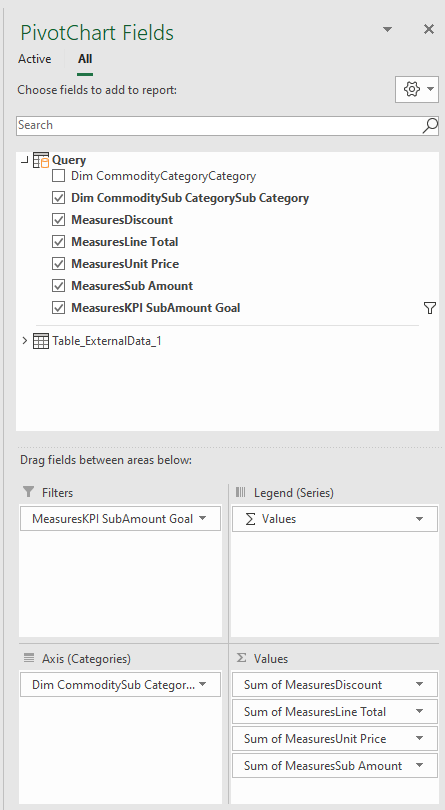 PivotChart Fields
Active
All
Choose fields to add to report:
Search
Query
Dim CommodityCategoryCategory
Dim CommoditySub CategorySub Category
MeasuresDiscount
MeasuresLine Total
MeasuresUnit Price
MeasuresSub Amount
MeasuresKPI SubAmount Goal
Table_ExternalData_1
Drag fields between areas below:
Filters
Legend (Series)
MeasuresKPI SubAmount Goal
Σ Values
Axis (Categories)
Σ Values
Dim CommoditySub Categor...
Sum of MeasuresDiscount
Sum of MeasuresLine Total
Sum of MeasuresUnit Price
Sum of MeasuresSub Amount